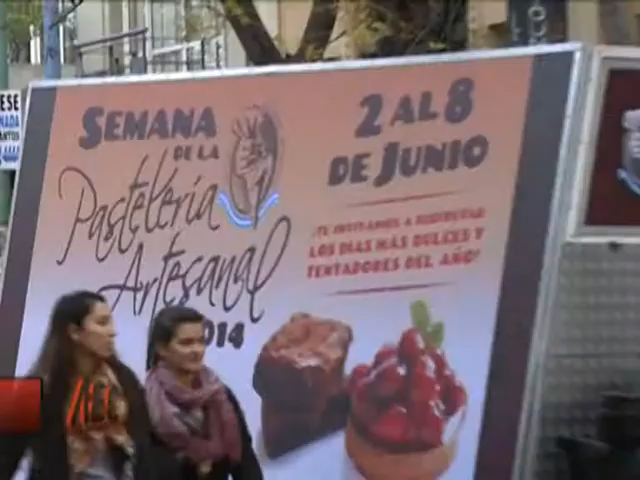 SEMANA
DE LA
Pastelería
Artesanal
2014
2 AL 8
DE JUNIO
¡TE INVITAMOS A DISFRUTAR
LOS DÍAS MÁS DULCES Y
TENTADORES DEL AÑO!